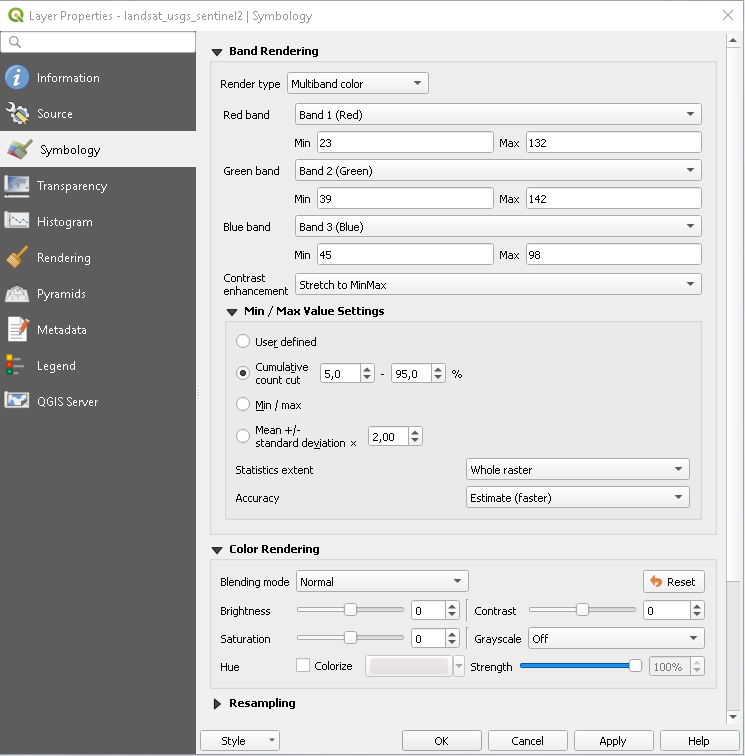 Layer Properties - landsat_usgs_sentinel2 | Symbology
Information
Source
Symbology
Transparency
Histogram
Rendering
Pyramids
Metadata
Legend
QGIS Server
Band Rendering
Render type Multiband color
Red band Band 1 (Red)
Min 23 Max 132
Green band Band 2 (Green)
Min 39 Max 142
Blue band Band 3 (Blue)
Min 45 Max 98
Contrast
enhancement Stretch to MinMax
Min / Max Value Settings
User defined
Cumulative
count cut 5,0 - 95,0 %
Min / max
Mean +/-
standard deviation × 2,00
Statistics extent Whole raster
Accuracy Estimate (faster)
Color Rendering
Blending mode Normal Reset
Brightness 0 Contrast 0
Saturation 0 Grayscale Off
Hue Colorize Strength 100%
Resampling
Style OK Cancel Apply Help